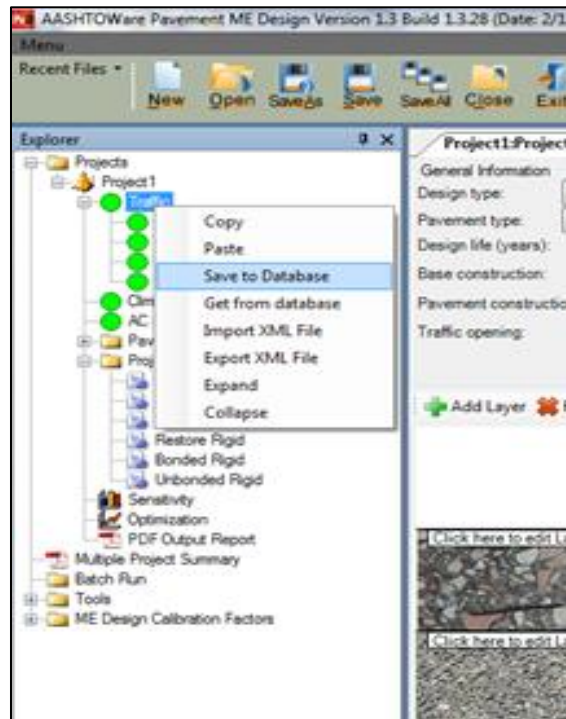 AASHTOWare Pavement ME Design Version 1.3 Build 1.3.28 (Date: 2/1
Menu
Recent Files
New Open SaveAs Save SaveAll Close Exit
Explorer
Projects
Project1
Traffic
Clim
AC
Pav
Proj
Restore Rigid
Bonded Rigid
Unbonded Rigid
Sensitivity
Optimization
PDF Output Report
Multiple Project Summary
Batch Run
Tools
ME Design Calibration Factors
Copy
Paste
Save to Database
Get from database
Import XML File
Export XML File
Expand
Collapse
Project1:Project
General Information
Design type:
Pavement type:
Design life (years):
Base construction:
Pavement constructio
Traffic opening:
Add Layer
Click here to edit La
Click here to edit La